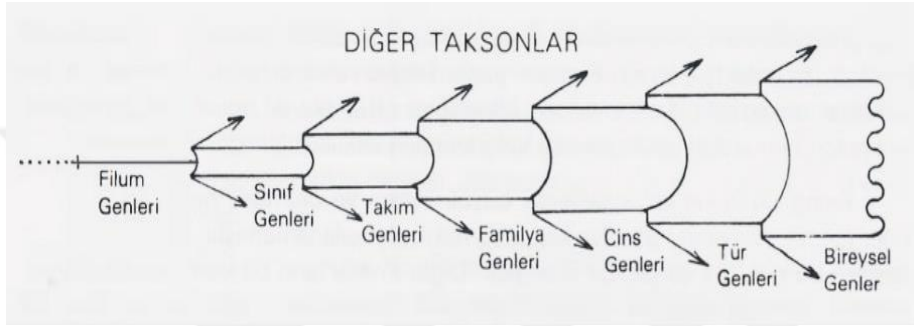 DİĞER TAKSONLAR
Filum
Genleri
Sınıf
Genleri
Takım
Genleri
Familya
Genleri
Cins
Genleri
Tür
Genleri
Bireysel
Genler